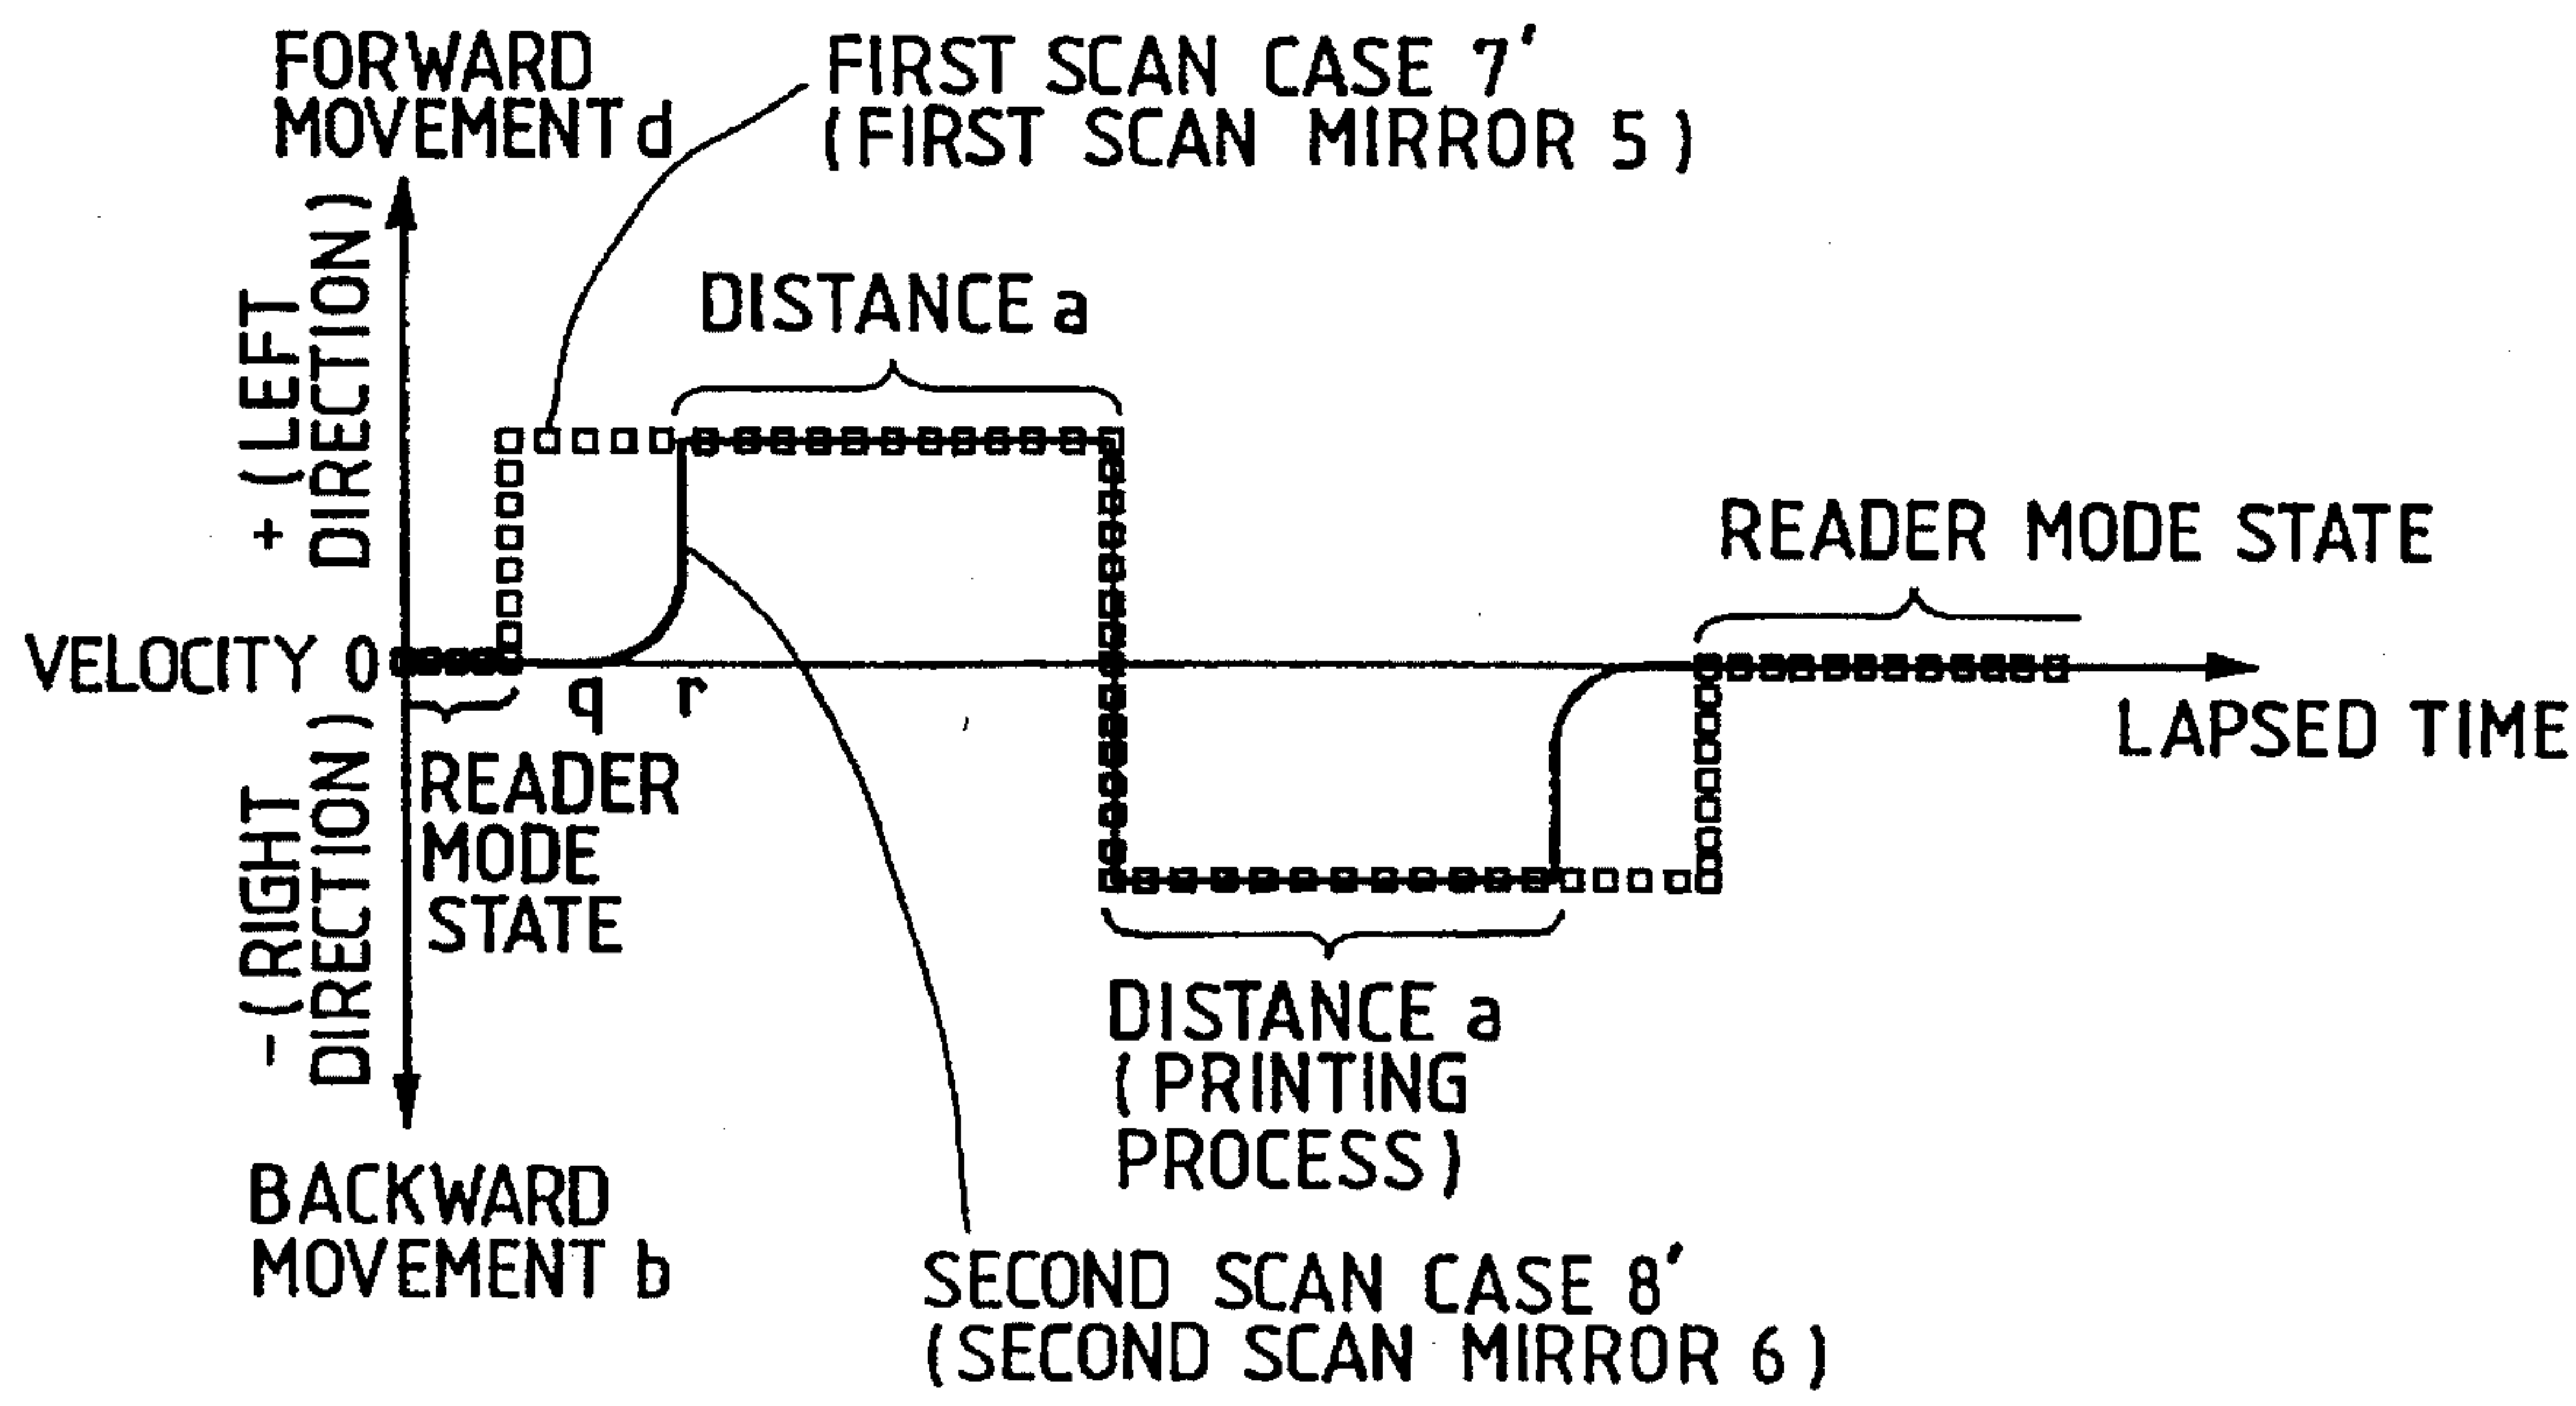 FORWARD
MOVEMENT d
FIRST SCAN CASE 7'
(FIRST SCAN MIRROR 5)
+ (LEFT
DIRECTION)
DISTANCE a
READER MODE STATE
VELOCITY 0
q r
LAPSED TIME
READER
MODE
STATE
- (RIGHT
DIRECTION)
DISTANCE a
(PRINTING
PROCESS)
BACKWARD
MOVEMENT b
SECOND SCAN CASE 8'
(SECOND SCAN MIRROR 6)